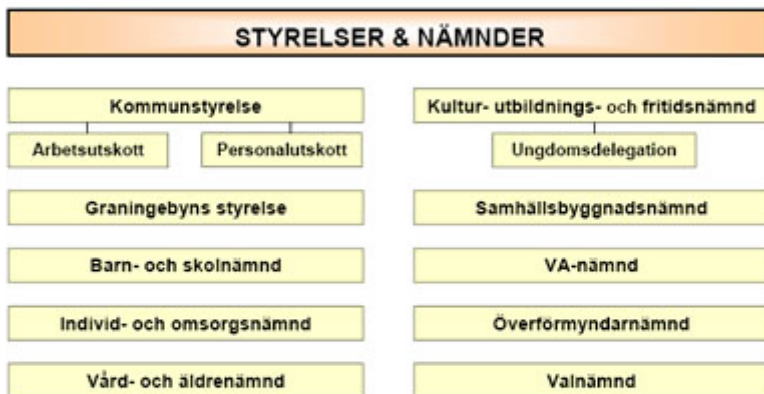 STYRELSER & NÄMNDER
Kommunstyrelse
Arbetsutskott
Personalutskott
Graningebyns styrelse
Barn- och skolnämnd
Individ- och omsorgsnämnd
Vård- och äldrenämnd
Kultur- utbildnings- och fritidsnämnd
Ungdomsdelegation
Samhällsbyggnadsnämnd
VA-nämnd
Överförmyndarnämnd
Valnämnd